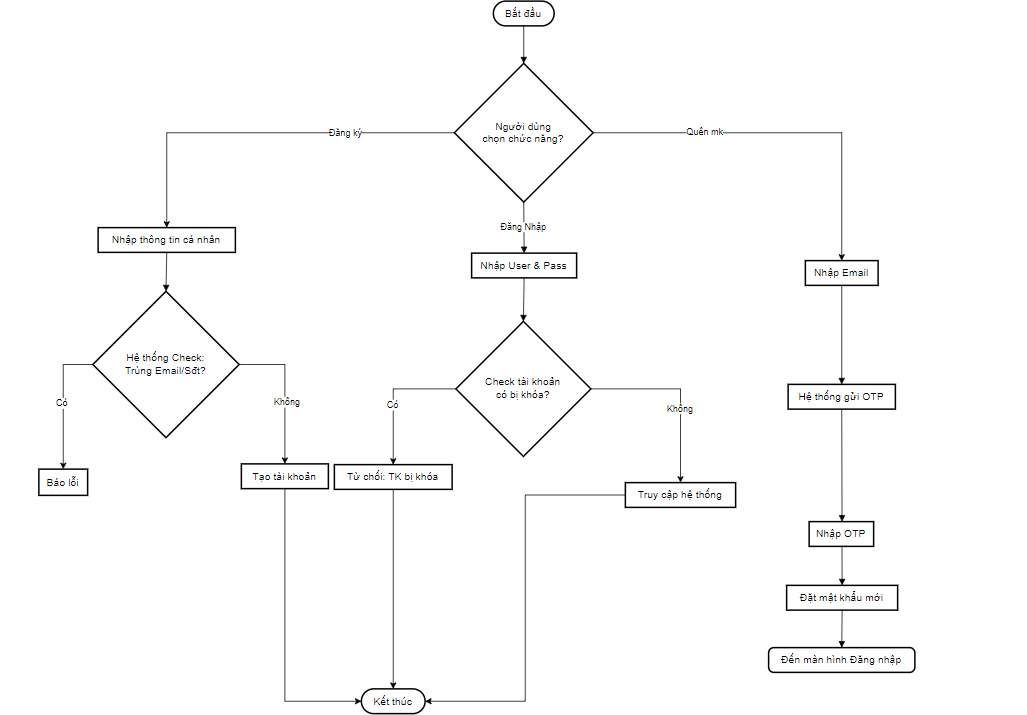 Bắt đầu
Người dùng
chọn chức năng?
Đăng ký
Quên mk
Đăng Nhập
Nhập thông tin cá nhân
Nhập User & Pass
Nhập Email
Hệ thống Check:
Trùng Email/Sđt?
Check tài khoản
có bị khóa?
Có
Không
Có
Không
Hệ thống gửi OTP
Báo lỗi
Tạo tài khoản
Từ chối: TK bị khóa
Truy cập hệ thống
Nhập OTP
Đặt mật khẩu mới
Đến màn hình Đăng nhập
Kết thúc